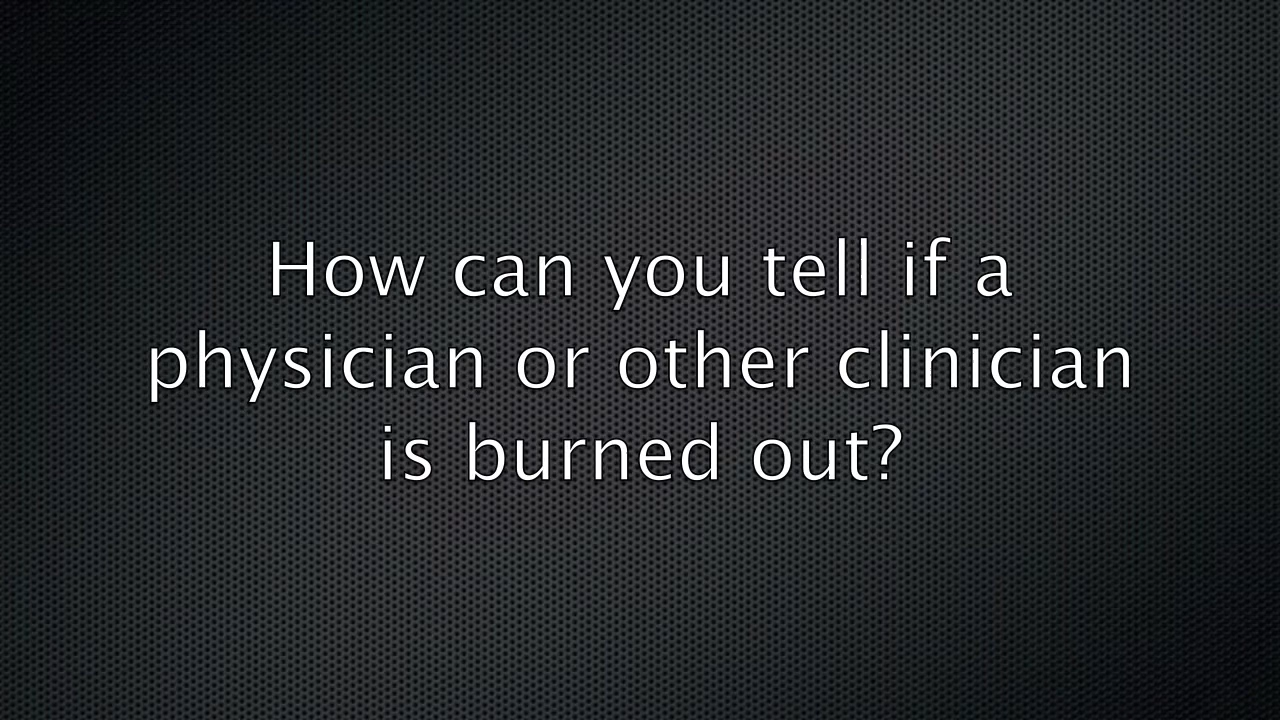 How can you tell if a
physician or other clinician
is burned out?